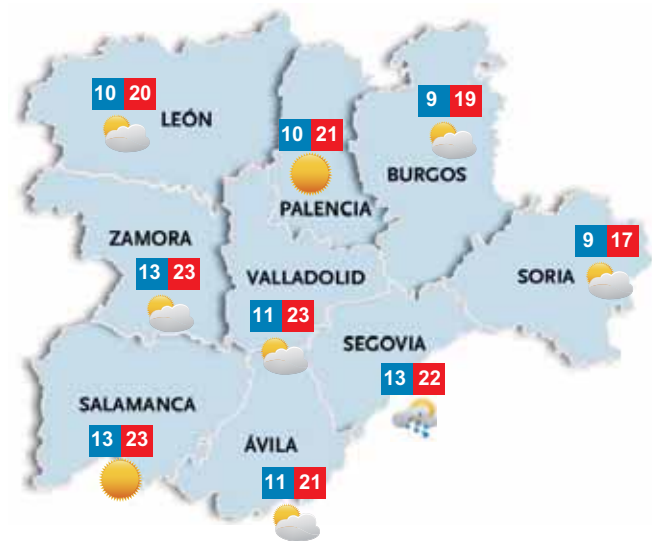 10 20
LEÓN
9 19
BURGOS
10 21
PALENCIA
ZAMORA
13 23
VALLADOLID
11 23
9 17
SORIA
SEGOVIA
13 22
SALAMANCA
13 23
ÁVILA
11 21